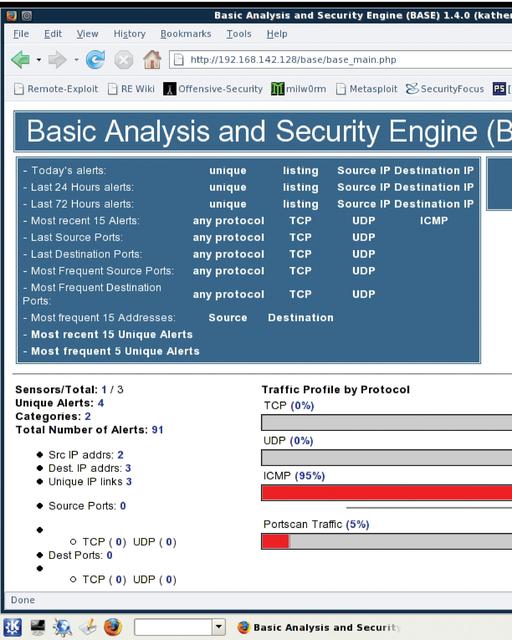 Basic Analysis and Security Engine (BASE) 1.4.0 (kather
File Edit View History Bookmarks Tools Help
http://192.168.142.128/base/base_main.php
Remote-Exploit RE Wiki Offensive-Security milw0rm Metasploit SecurityFocus PS [
Basic Analysis and Security Engine (B
- Today's alerts: unique listing Source IP Destination IP
- Last 24 Hours alerts: unique listing Source IP Destination IP
- Last 72 Hours alerts: unique listing Source IP Destination IP
- Most recent 15 Alerts: any protocol TCP UDP ICMP
- Last Source Ports: any protocol TCP UDP
- Last Destination Ports: any protocol TCP UDP
- Most Frequent Source Ports: any protocol TCP UDP
- Most Frequent Destination Ports: any protocol TCP UDP
- Most frequent 15 Addresses: Source Destination
- Most recent 15 Unique Alerts
- Most frequent 5 Unique Alerts
Sensors/Total: 1 / 3
Unique Alerts: 4
Categories: 2
Total Number of Alerts: 91
Src IP addrs: 2
Dest. IP addrs: 3
Unique IP links 3
Source Ports: 0
TCP ( 0) UDP ( 0)
Dest Ports: 0
TCP ( 0) UDP ( 0)
Traffic Profile by Protocol
TCP (0%)
UDP (0%)
ICMP (95%)
Portscan Traffic (5%)
Done
Basic Analysis and Securit